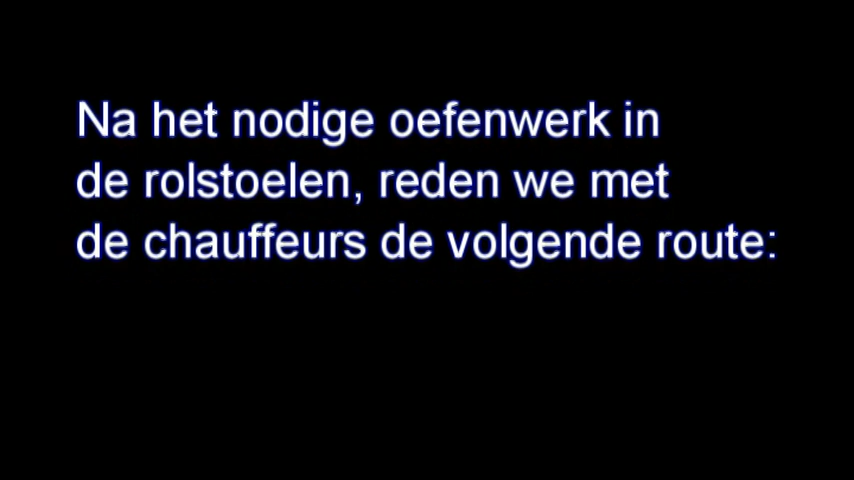 Na het nodige oefenwerk in
de rolstoelen, reden we met
de chauffeurs de volgende route: